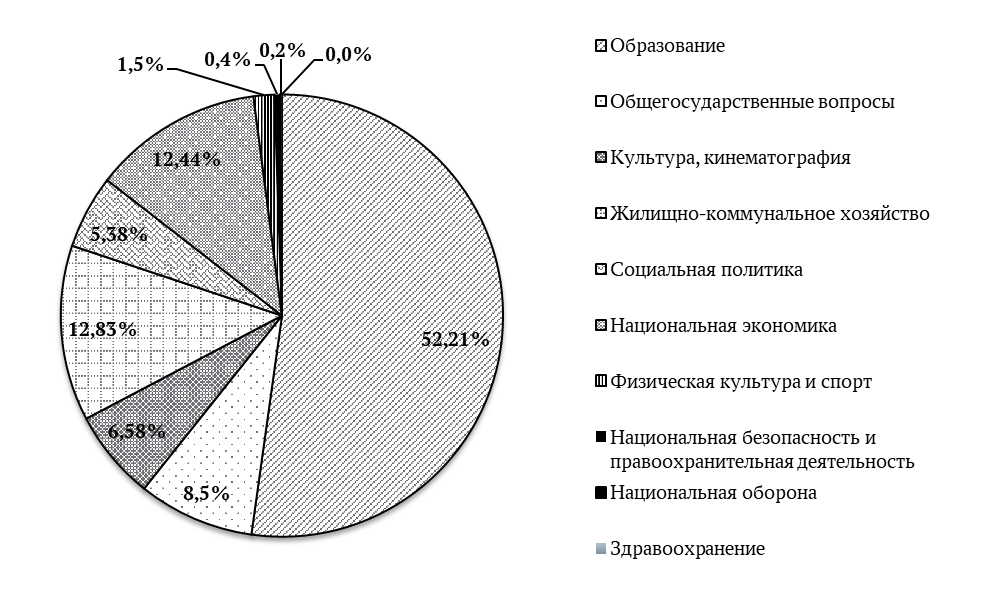 0,2%
1,5%
0,4%
0,0%
12,44%
5,38%
12,83%
52,21%
6,58%
8,5%
Образование
Общегосударственные вопросы
Культура, кинематография
Жилищно-коммунальное хозяйство
Социальная политика
Национальная экономика
Физическая культура и спорт
Национальная безопасность и
правоохранительная деятельность
Национальная оборона
Здравоохранение